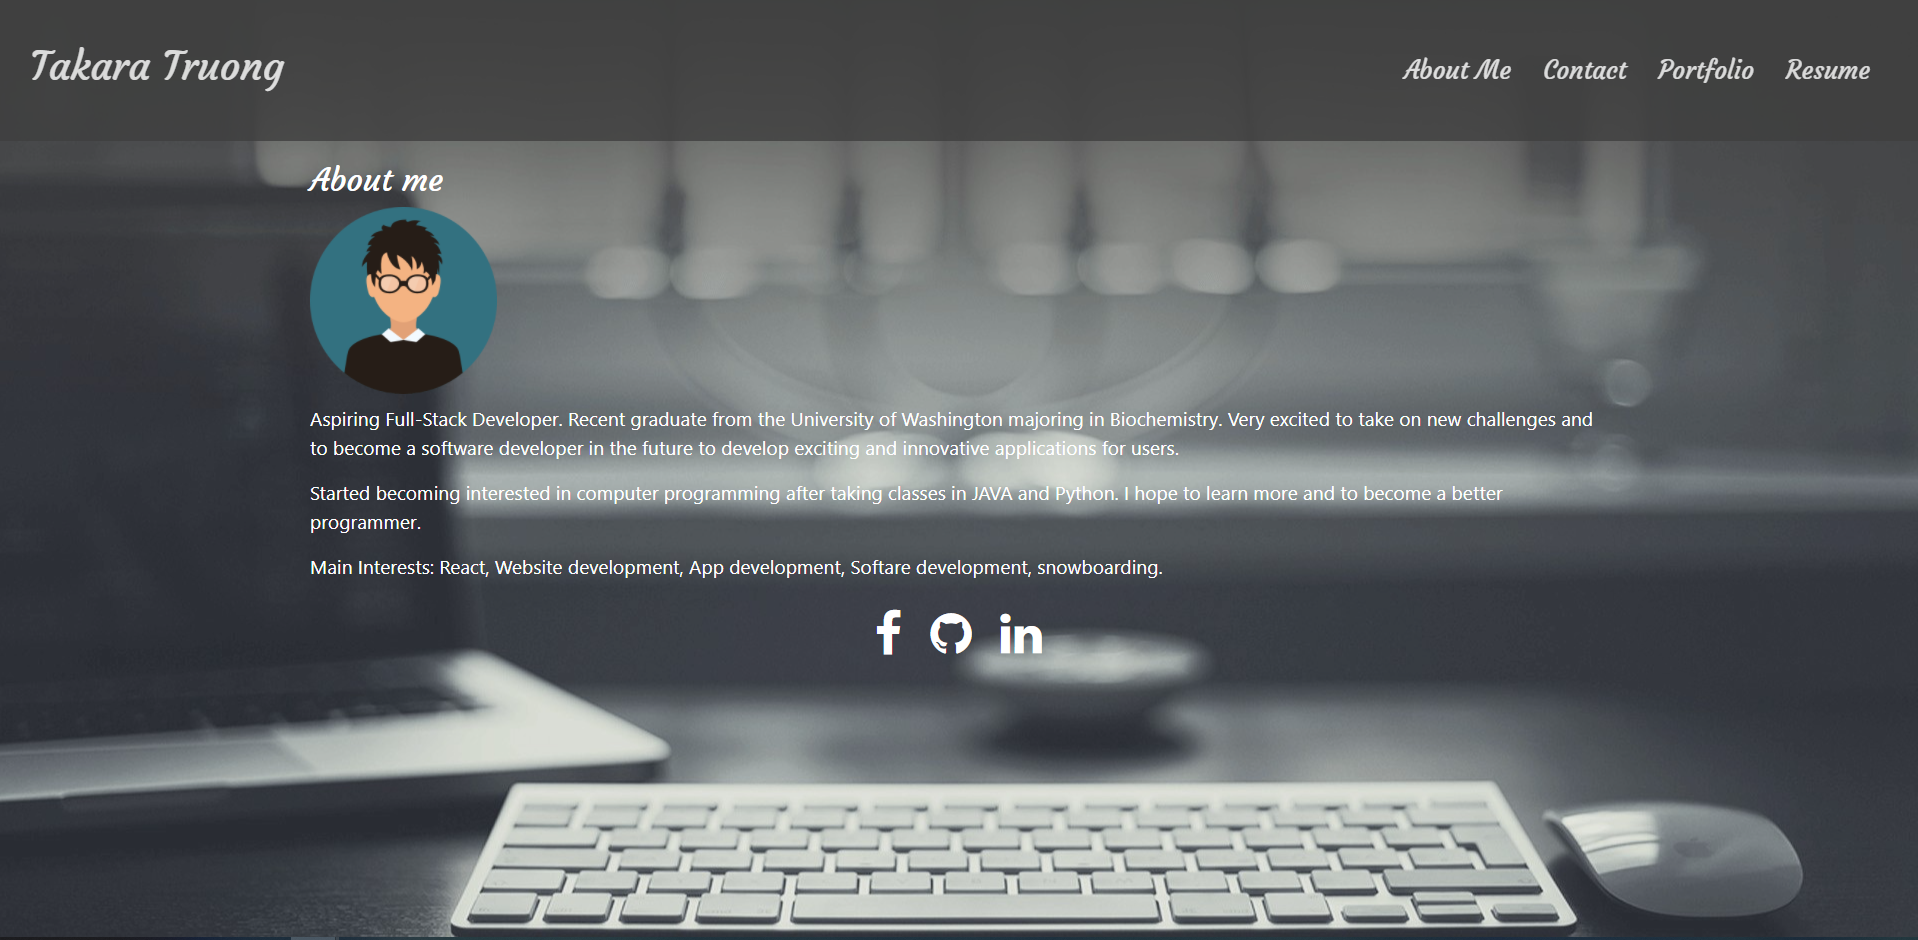 Takara Truong
About Me Contact Portfolio Resume
About me
Aspiring Full-Stack Developer. Recent graduate from the University of Washington majoring in Biochemistry. Very excited to take on new challenges and
to become a software developer in the future to develop exciting and innovative applications for users.
Started becoming interested in computer programming after taking classes in JAVA and Python. I hope to learn more and to become a better
programmer.
Main Interests: React, Website development, App development, Softare development, snowboarding.